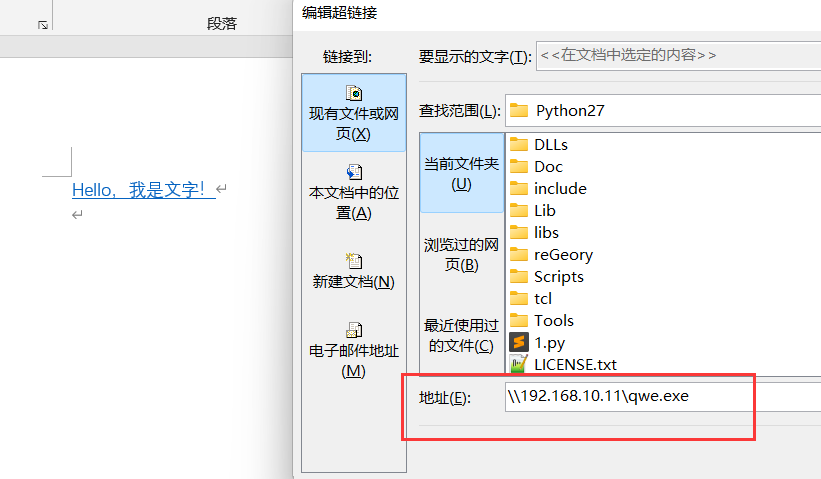 段落
Hello，我是文字！
编辑超链接
链接到:
现有文件或网
页(X)
本文档中的位
置(A)
新建文档(N)
电子邮件地址
(M)
要显示的文字(T):
<<在文档中选定的内容>>
查找范围(L):
Python27
当前文件夹
(U)
浏览过的网
页(B)
最近使用过
的文件(C)
DLLs
Doc
include
Lib
libs
reGeory
Scripts
tcl
Tools
1.py
LICENSE.txt
地址(E):
\\192.168.10.11\qwe.exe